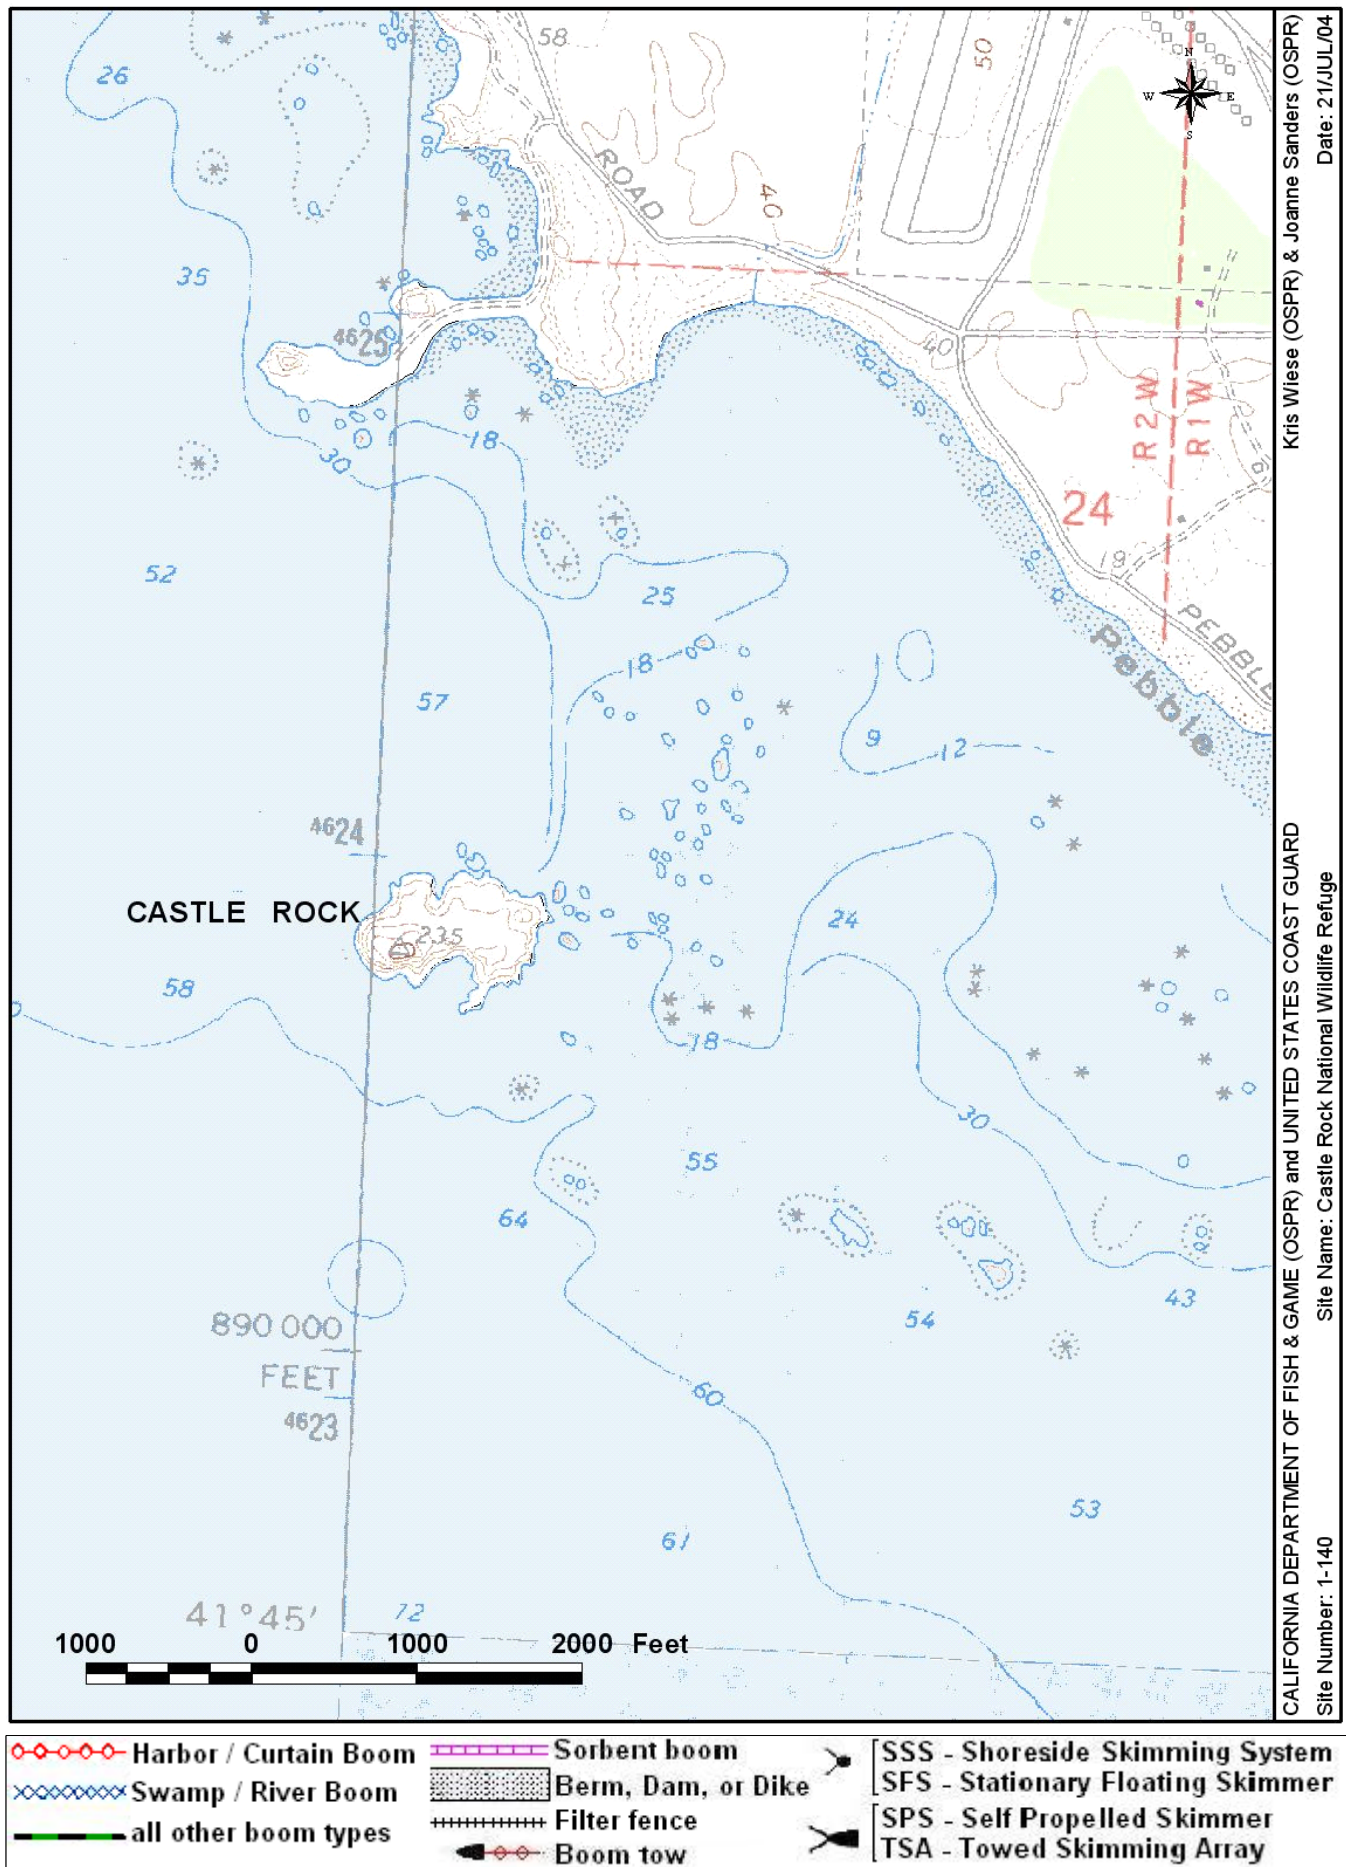 58
50
N
W E
S
26
ROAD
40
35
4625
40
18
30
R2W
R1W
24
52
19
25
PEBBLE
Pebble
18
57
9
12
4624
CASTLE ROCK
235
24
58
18
30
55
64
43
54
890 000
FEET
60
4623
53
61
41°45'
72
1000 0 1000 2000 Feet
Kris Wiese (OSPR) & Joanne Sanders (OSPR)
Date: 21/JUL/04
CALIFORNIA DEPARTMENT OF FISH & GAME (OSPR) and UNITED STATES COAST GUARD
Site Number: 1-140
Site Name: Castle Rock National Wildlife Refuge
Harbor / Curtain Boom
Swamp / River Boom
all other boom types
Sorbent boom
Berm, Dam, or Dike
Filter fence
Boom tow
SSS - Shoreside Skimming System
SFS - Stationary Floating Skimmer
SPS - Self Propelled Skimmer
TSA - Towed Skimming Array